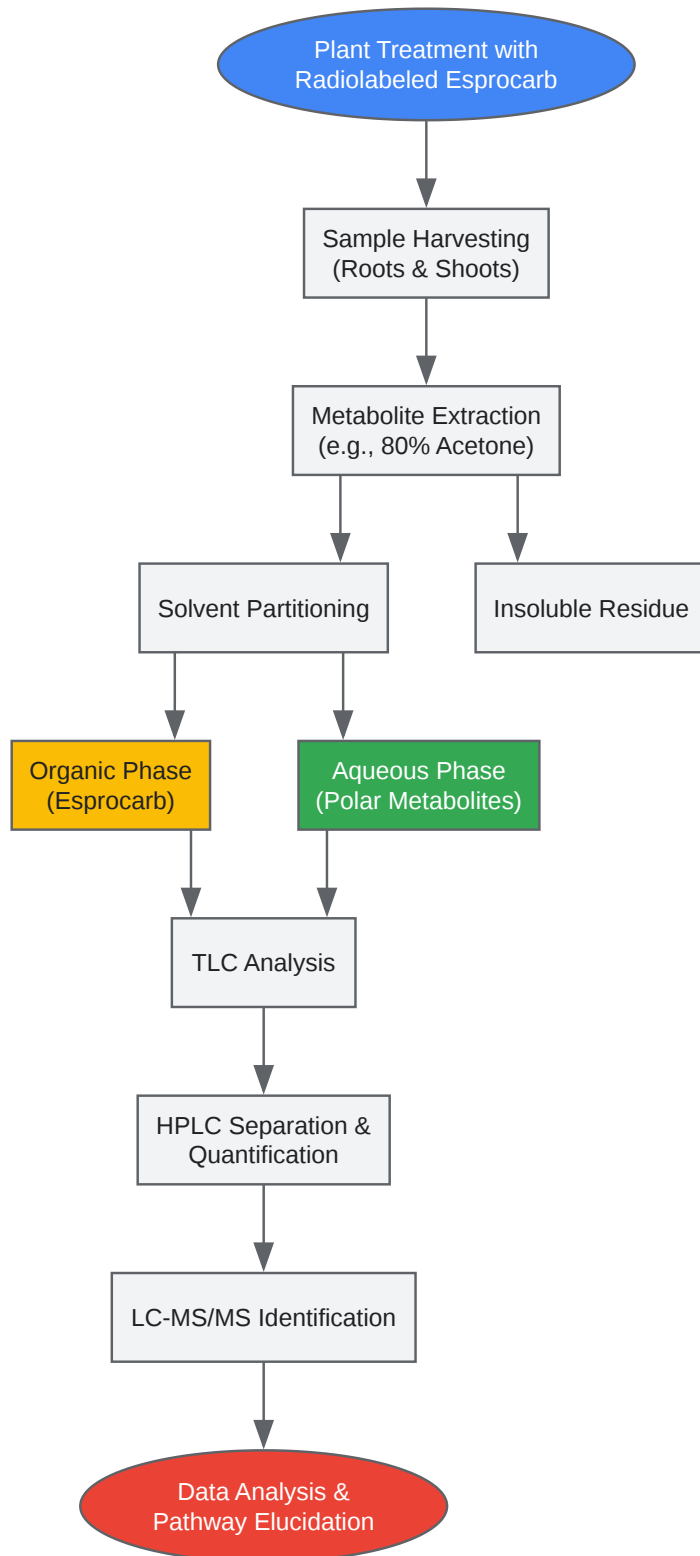 Plant Treatment with
Radiolabeled Esprocarb
Sample Harvesting
(Roots & Shoots)
Metabolite Extraction
(e.g., 80% Acetone)
Solvent Partitioning
Insoluble Residue
Organic Phase
(Esprocarb)
Aqueous Phase
(Polar Metabolites)
TLC Analysis
HPLC Separation &
Quantification
LC-MS/MS Identification
Data Analysis &
Pathway Elucidation